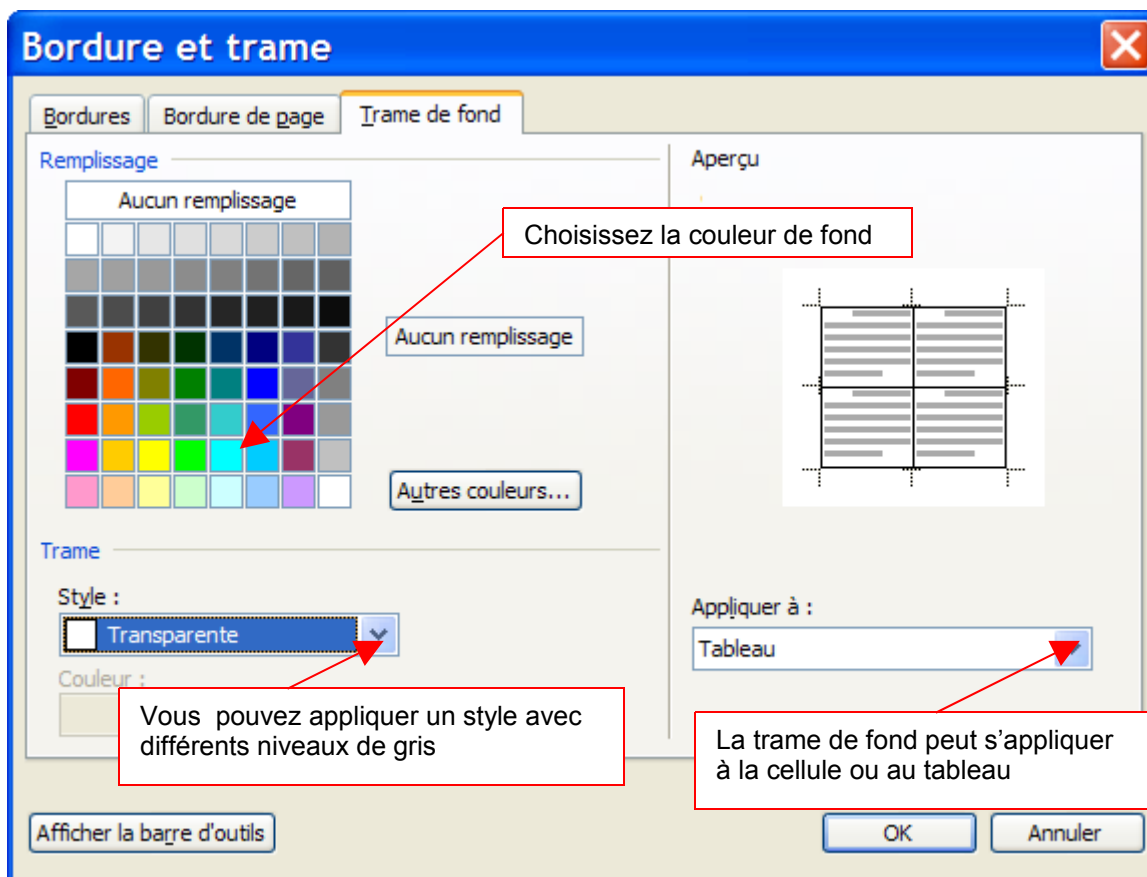 Bordure et trame
Bordures
Bordure de page
Trame de fond
Remplissage
Aperçu
Aucun remplissage
Choisissez la couleur de fond
Aucun remplissage
Autres couleurs...
Trame
Style :
Transparente
Appliquer à :
Tableau
Couleur :
Vous pouvez appliquer un style avec
différents niveaux de gris
La trame de fond peut s’appliquer
à la cellule ou au tableau
Afficher la barre d'outils
OK
Annuler